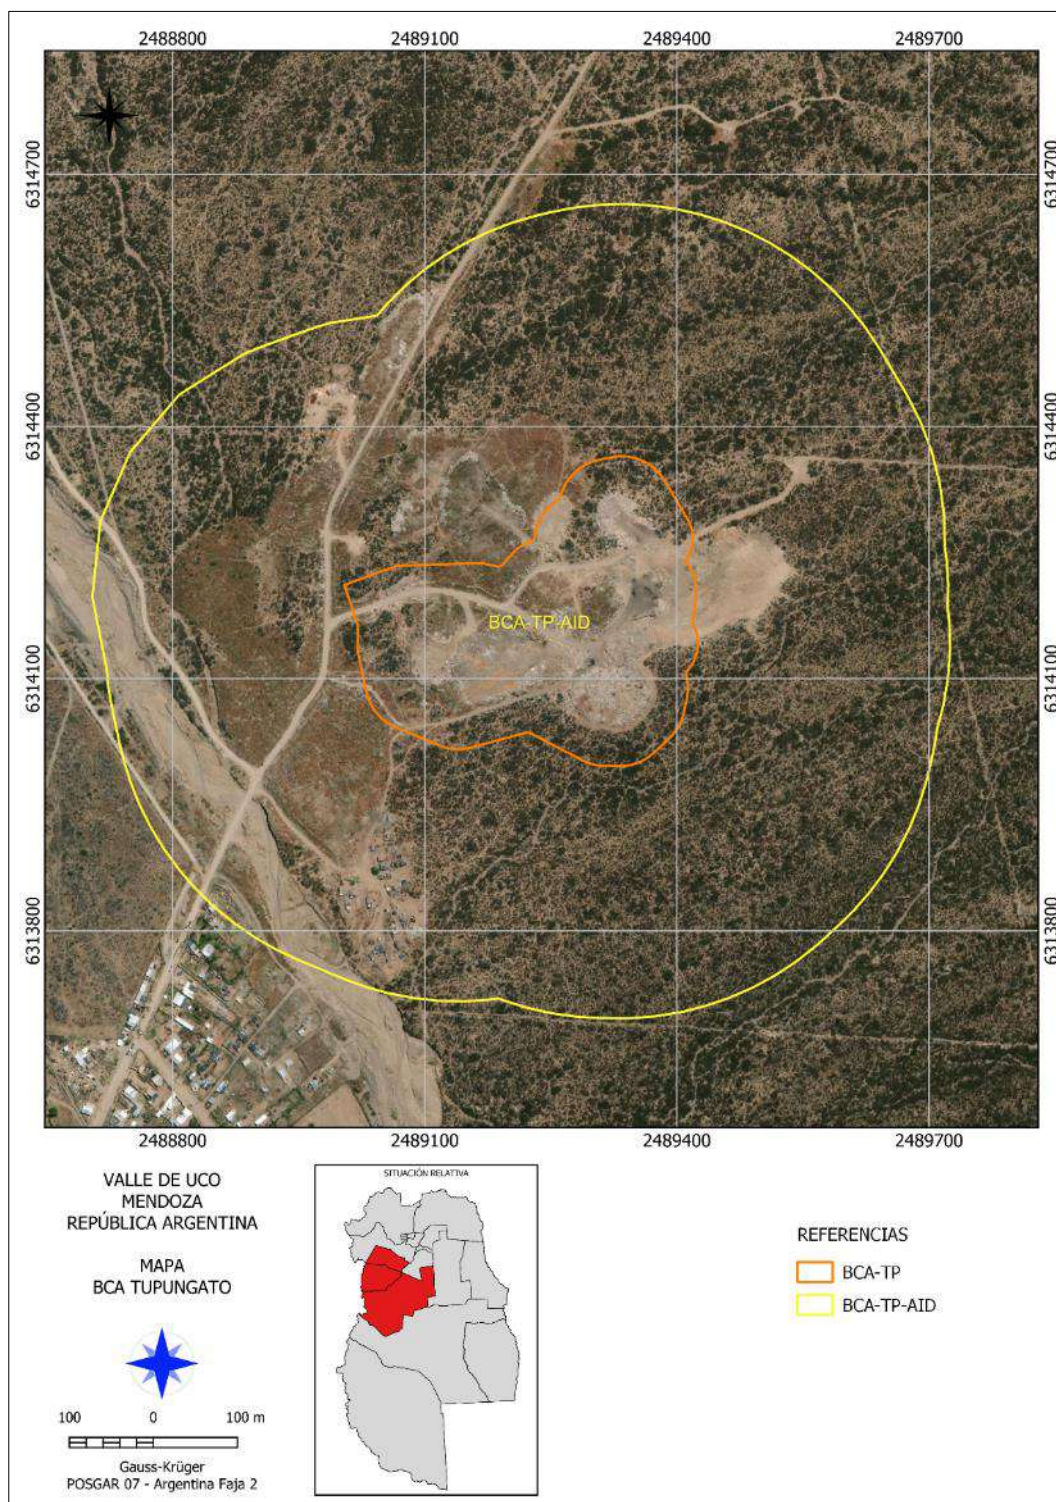 2488800 2489100 2489400 2489700
6314700 6314700
6314400 6314400
BCA-TP-AID
6314100 6314100
6313800 6313800
2488800 2489100 2489400 2489700
VALLE DE UCO
MENDOZA
REPÚBLICA ARGENTINA
MAPA
BCA TUPUNGATO
100 0 100 m
Gauss-Krüger
POSGAR 07 - Argentina Faja 2
SITUACIÓN RELATIVA
REFERENCIAS
BCA-TP
BCA-TP-AID